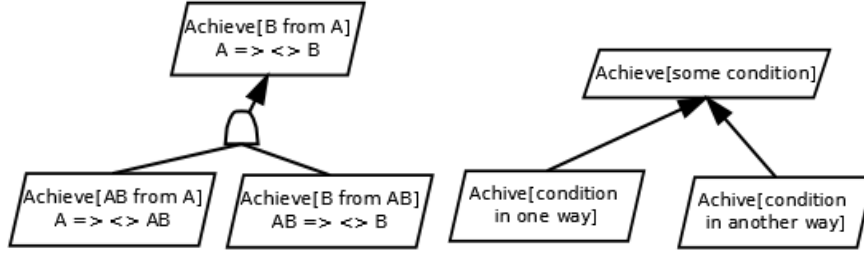 Achieve[B from A]
A = > < > B
Achieve[some condition]
Achieve[AB from A]
A = > < > AB
Achieve[B from AB]
AB = > < > B
Achive[condition
in one way]
Achive[condition
in another way]